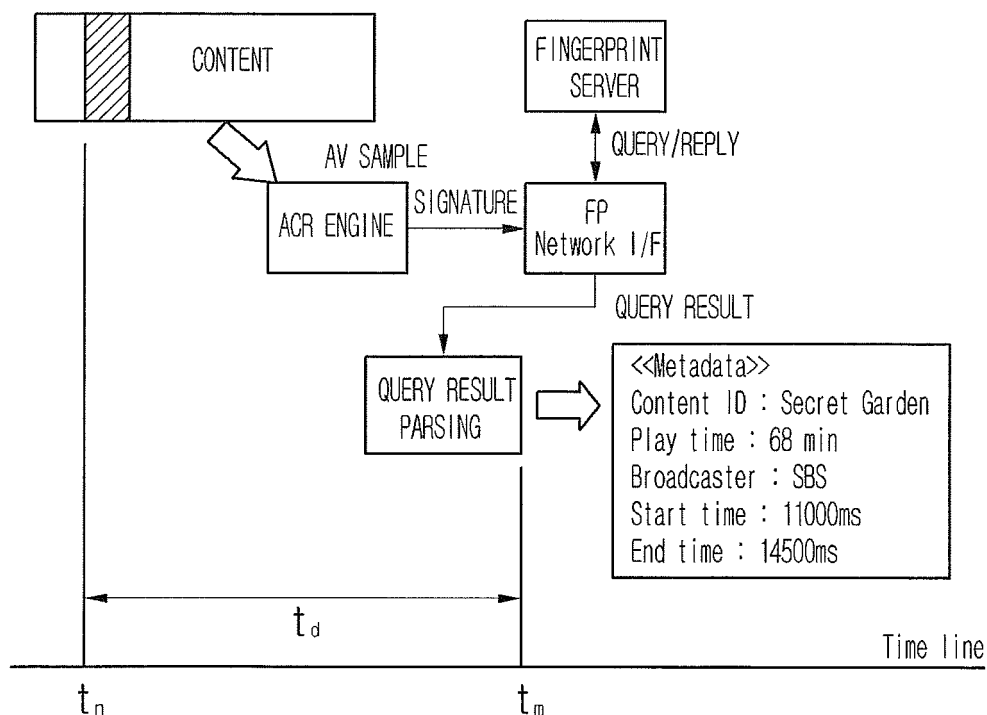 CONTENT
FINGERPRINT
SERVER
QUERY/REPLY
AV SAMPLE
ACR ENGINE
SIGNATURE
FP
Network I/F
QUERY RESULT
QUERY RESULT
PARSING
<<Metadata>>
Content ID : Secret Garden
Play time : 68 min
Broadcaster : SBS
Start time : 11000ms
End time : 14500ms
td
Time line
tn
tm